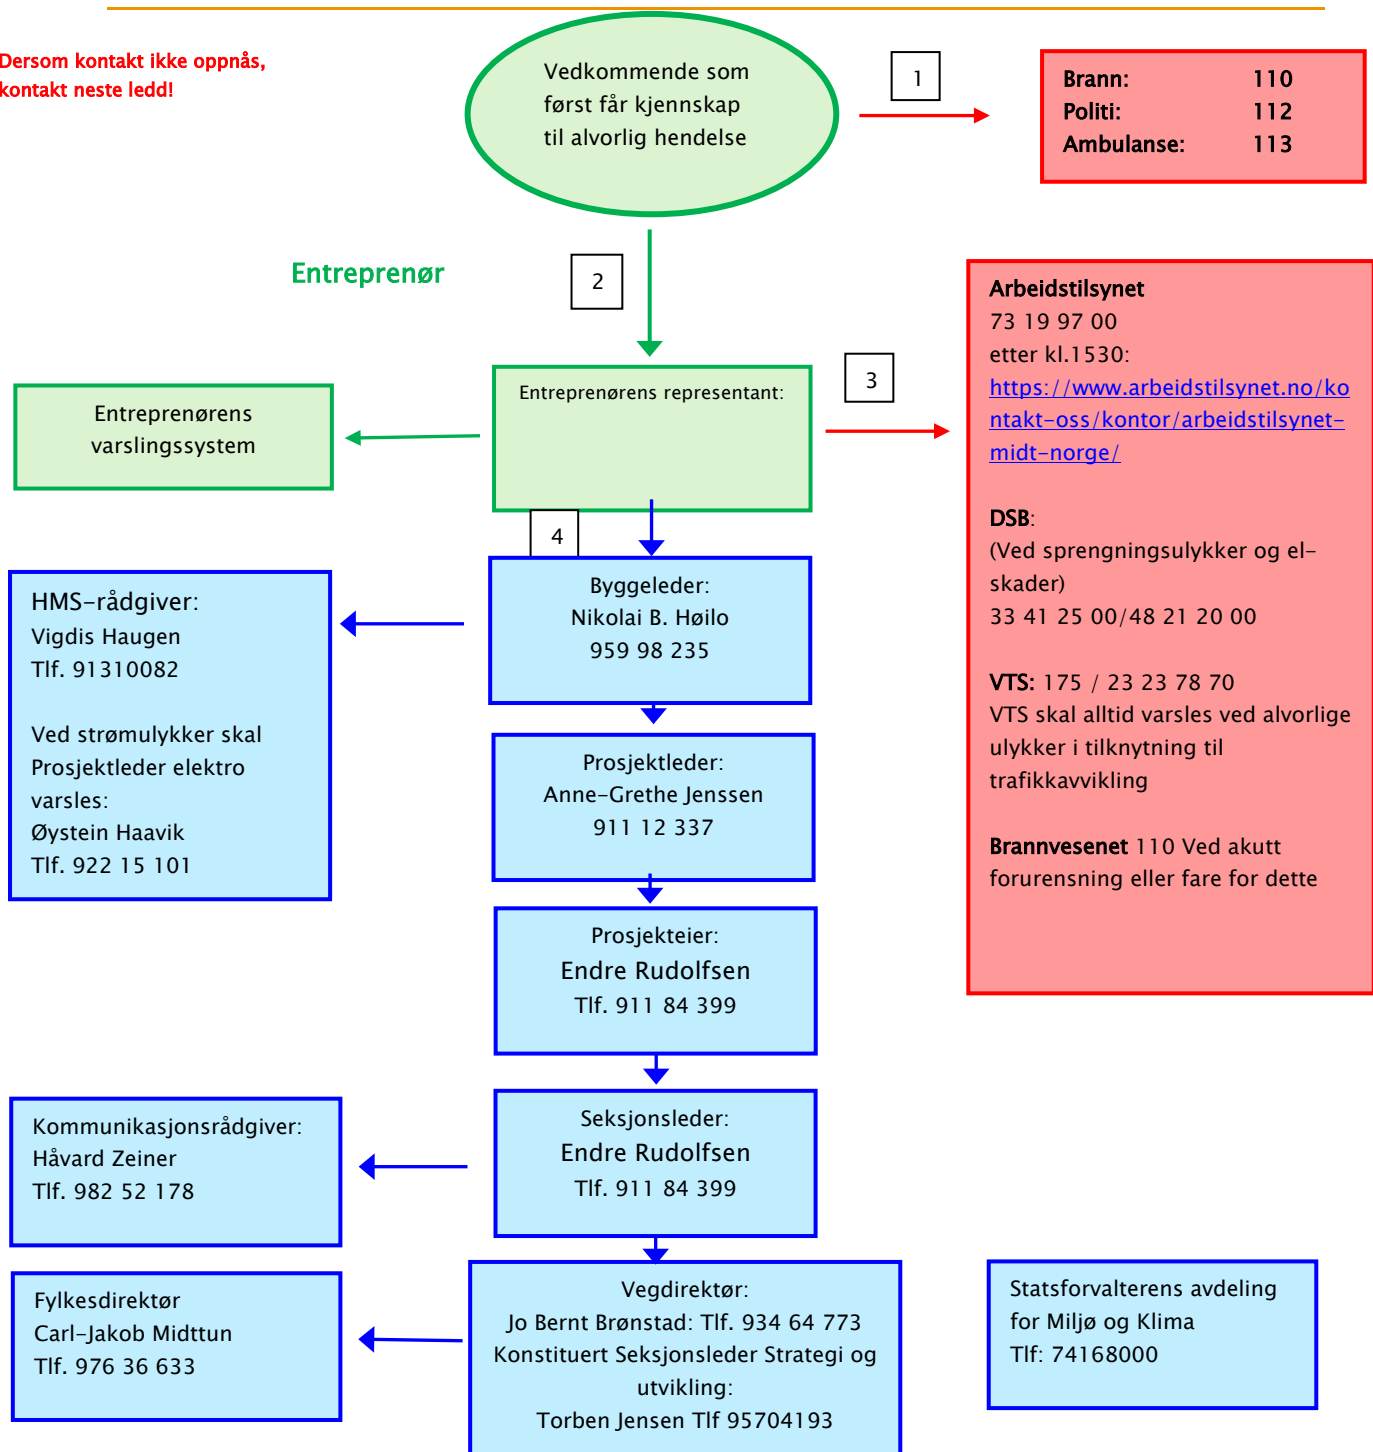 Dersom kontakt ikke oppnås,
kontakt neste ledd!
Vedkommende som
først får kjennskap
til alvorlig hendelse
1
Brann: 110
Politi: 112
Ambulanse: 113
Entreprenør
2
Entreprenørens representant:
3
Entreprenørens
varslingssystem
Arbeidstilsynet
73 19 97 00
etter kl.1530:
https://www.arbeidstilsynet.no/ko
ntakt-oss/kontor/arbeidstilsynet-
midt-norge/
DSB:
(Ved sprengningsulykker og el-
skader)
33 41 25 00/48 21 20 00
VTS: 175 / 23 23 78 70
VTS skal alltid varsles ved alvorlige
ulykker i tilknytning til
trafikkavvikling
Brannvesenet 110 Ved akutt
forurensning eller fare for dette
4
Byggeleder:
Nikolai B. Høilo
959 98 235
HMS-rådgiver:
Vigdis Haugen
Tlf. 91310082
Ved strømulykker skal
Prosjektleder elektro
varsles:
Øystein Haavik
Tlf. 922 15 101
Prosjektleder:
Anne-Grethe Jenssen
911 12 337
Prosjekteier:
Endre Rudolfsen
Tlf. 911 84 399
Seksjonsleder:
Endre Rudolfsen
Tlf. 911 84 399
Kommunikasjonsrådgiver:
Håvard Zeiner
Tlf. 982 52 178
Vegdirektør:
Jo Bernt Brønstad: Tlf. 934 64 773
Konstituert Seksjonsleder Strategi og
utvikling:
Torben Jensen Tlf 95704193
Fylkesdirektør
Carl-Jakob Midttun
Tlf. 976 36 633
Statsforvalterens avdeling
for Miljø og Klima
Tlf: 74168000